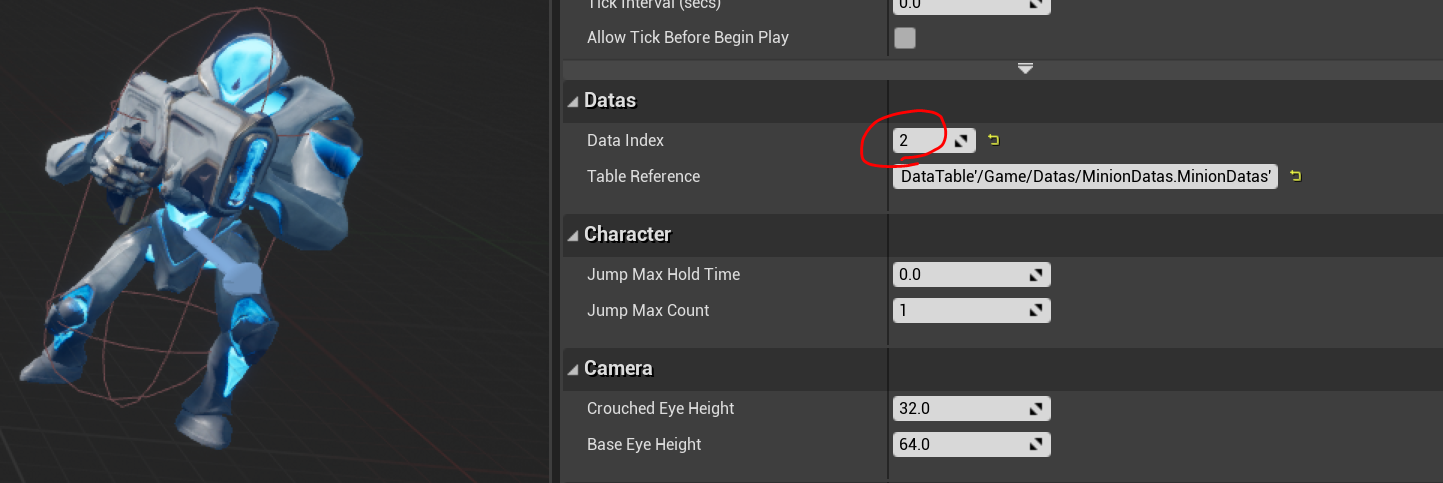 Tick Interval (secs) 0.0
Allow Tick Before Begin Play
Datas
Data Index 2
Table Reference DataTable'/Game/Datas/MinionDatas.MinionDatas'
Character
Jump Max Hold Time 0.0
Jump Max Count 1
Camera
Crouched Eye Height 32.0
Base Eye Height 64.0